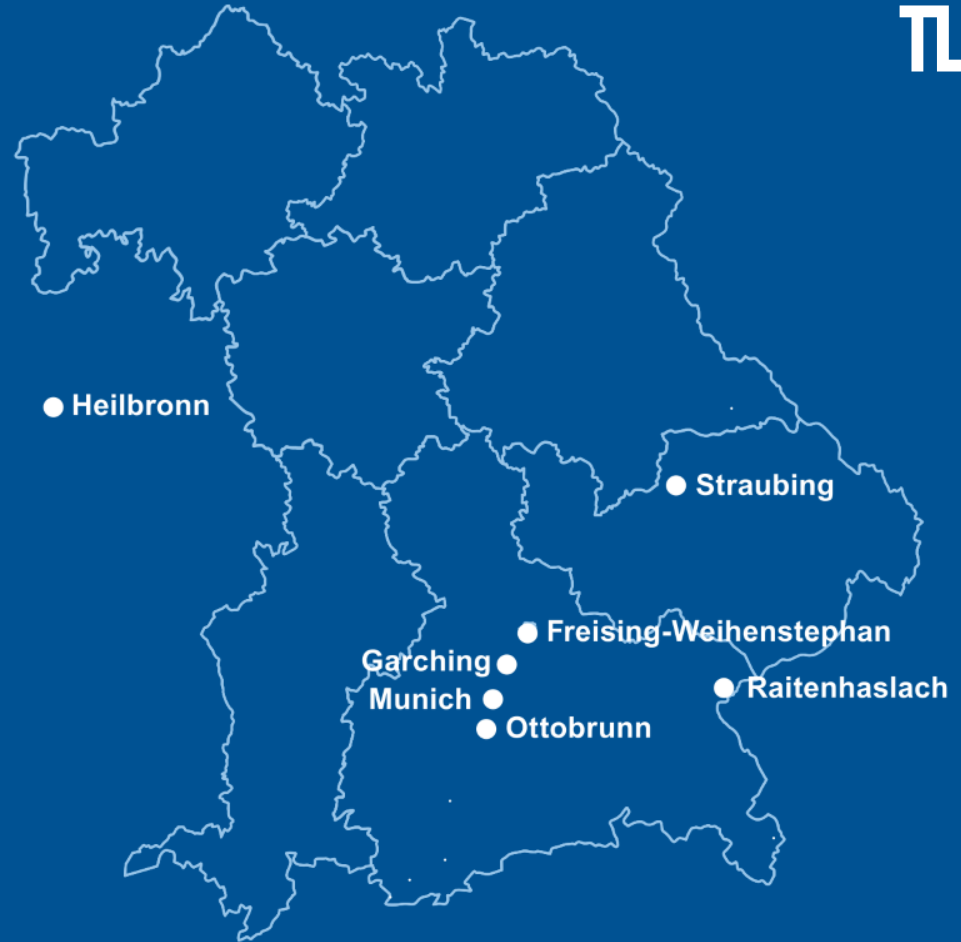 Heilbronn
Straubing
Freising-Weihenstephan
Garching
Raitenhaslach
Munich
Ottobrunn